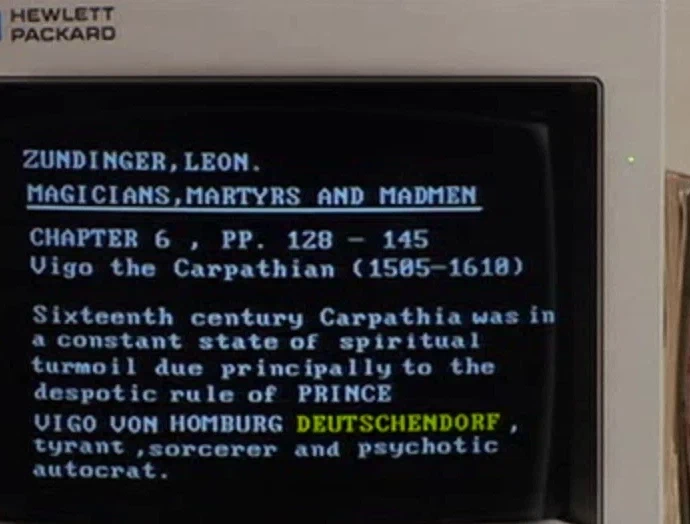 HEWLETT
PACKARD
ZUNDINGER,LEON.
MAGICIANS,MARTYRS AND MADMEN
CHAPTER 6 , PP. 128 - 145
Vigo the Carpathian (1505-1610)
Sixteenth century Carpathia was in
a constant state of spiritual
turmoil due principally to the
despotic rule of PRINCE
VIGO VON HOMBURG DEUTSCHENDORF ,
tyrant ,sorcerer and psychotic
autocrat.